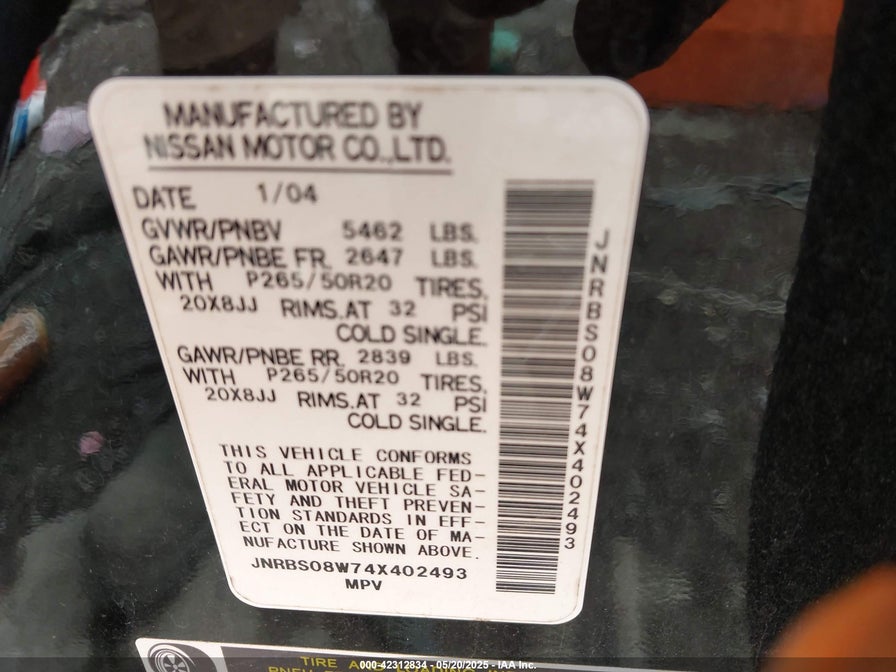 MANUFACTURED BY
NISSAN MOTOR CO.,LTD.
DATE 1/04
GVWR/PNBV 5462 LBS.
GAWR/PNBE FR. 2647 LBS.
WITH P265/50R20 TIRES,
20X8JJ RIMS.AT 32 PSI
COLD SINGLE.
GAWR/PNBE RR. 2839 LBS.
WITH P265/50R20 TIRES,
20X8JJ RIMS.AT 32 PSI
COLD SINGLE.
THIS VEHICLE CONFORMS
TO ALL APPLICABLE FED-
ERAL MOTOR VEHICLE SA-
FETY AND THEFT PREVEN-
TION STANDARDS IN EFF-
ECT ON THE DATE OF MA-
NUFACTURE SHOWN ABOVE.
JNRBS08W74X402493
MPV
JNRBS08W74X402493
TIRE
000-42312834 - 05/20/2025 - IAA Inc.